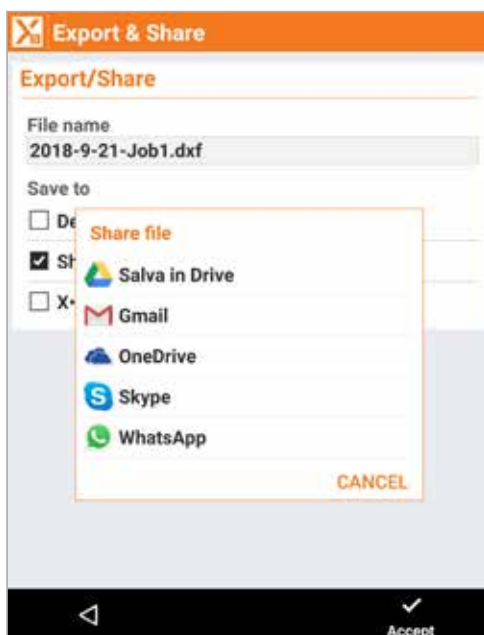 Export & Share
Export/Share
File name
2018-9-21-Job1.dxf
Save to
De
Share file
Sh
Salva in Drive
X
Gmail
OneDrive
Skype
WhatsApp
CANCEL
Accept